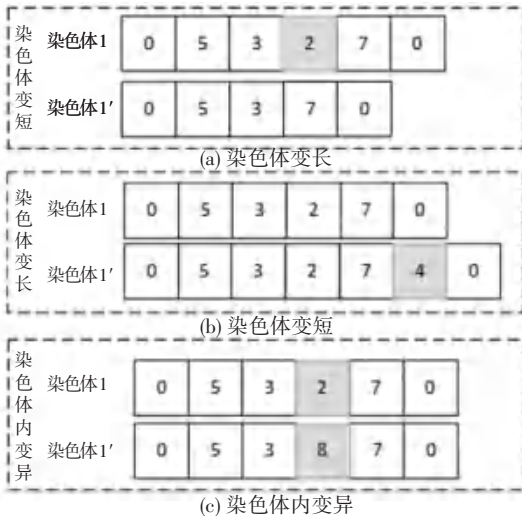 染色体变短
染色体1 0 5 3 2 7 0
染色体1′ 0 5 3 7 0
(a) 染色体变长
染色体变长
染色体1 0 5 3 2 7 0
染色体1′ 0 5 3 2 7 4 0
(b) 染色体变短
染色体内变异
染色体1 0 5 3 2 7 0
染色体1′ 0 5 3 8 7 0
(c) 染色体内变异